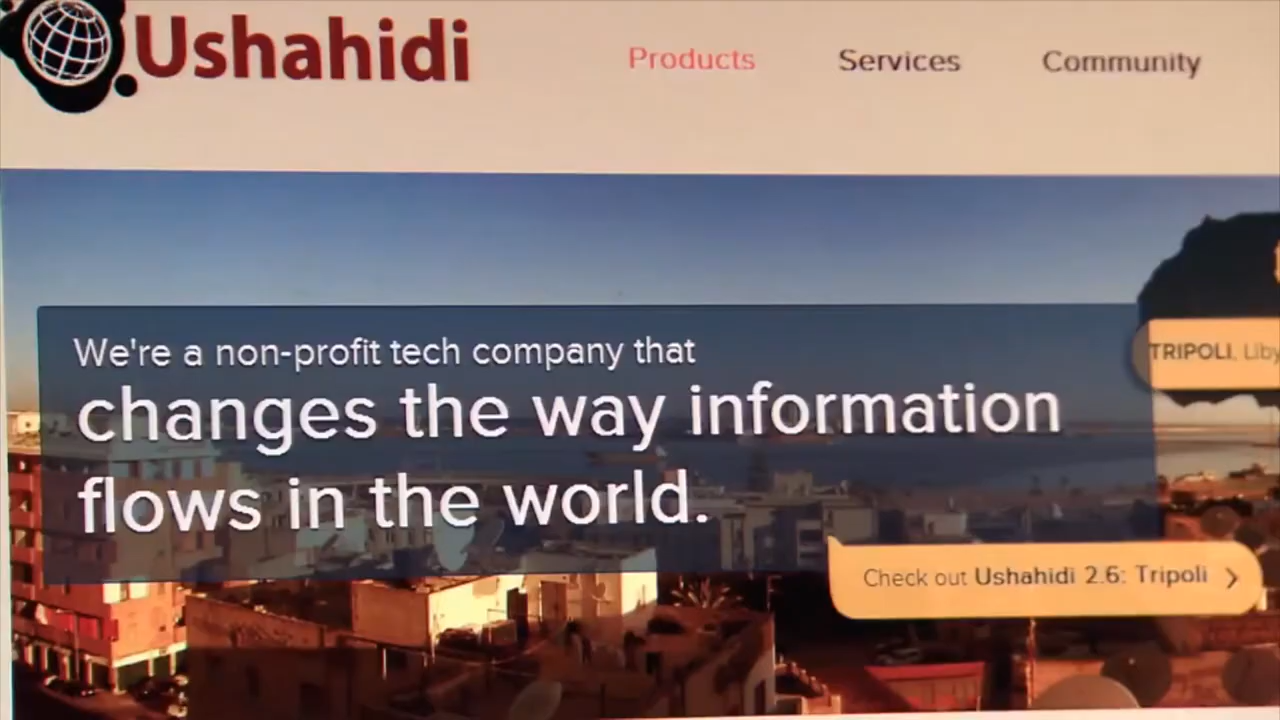 Ushahidi
Products Services Community
We're a non-profit tech company that
changes the way information
flows in the world.
TRIPOLI,
Check out Ushahidi 2.6: Tripoli